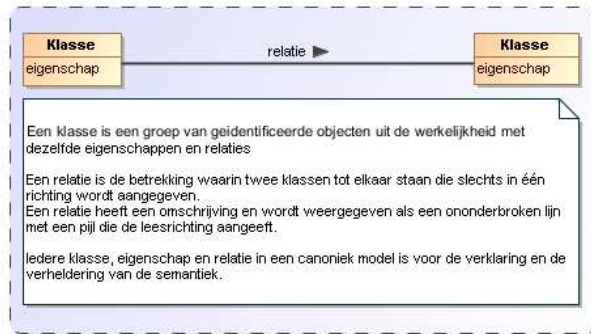 Klasse
eigenschap
relatie
Klasse
eigenschap
Een klasse is een groep van geidentificeerde objecten uit de werkelijkheid met
dezelfde eigenschappen en relaties
Een relatie is de betrekking waarin twee klassen tot elkaar staan die slechts in één
richting wordt aangegeven.
Een relatie heeft een omschrijving en wordt weergegeven als een ononderbroken lijn
met een pijl die de leesrichting aangeeft.
Iedere klasse, eigenschap en relatie in een canoniek model is voor de verklaring en de
verheldering van de semantiek.